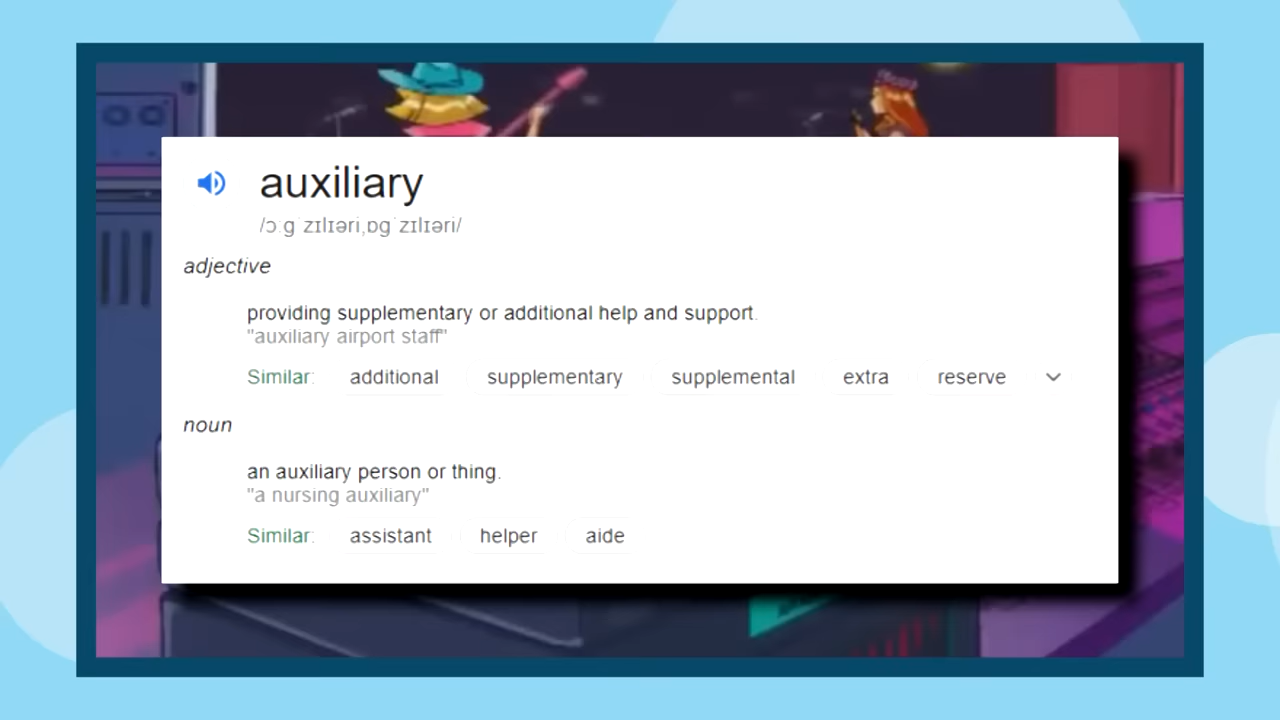 auxiliary
/ɔːɡˈzɪlɪəri,ɒɡˈzɪlɪəri/
adjective
providing supplementary or additional help and support.
"auxiliary airport staff"
Similar: additional supplementary supplemental extra reserve
noun
an auxiliary person or thing.
"a nursing auxiliary"
Similar: assistant helper aide